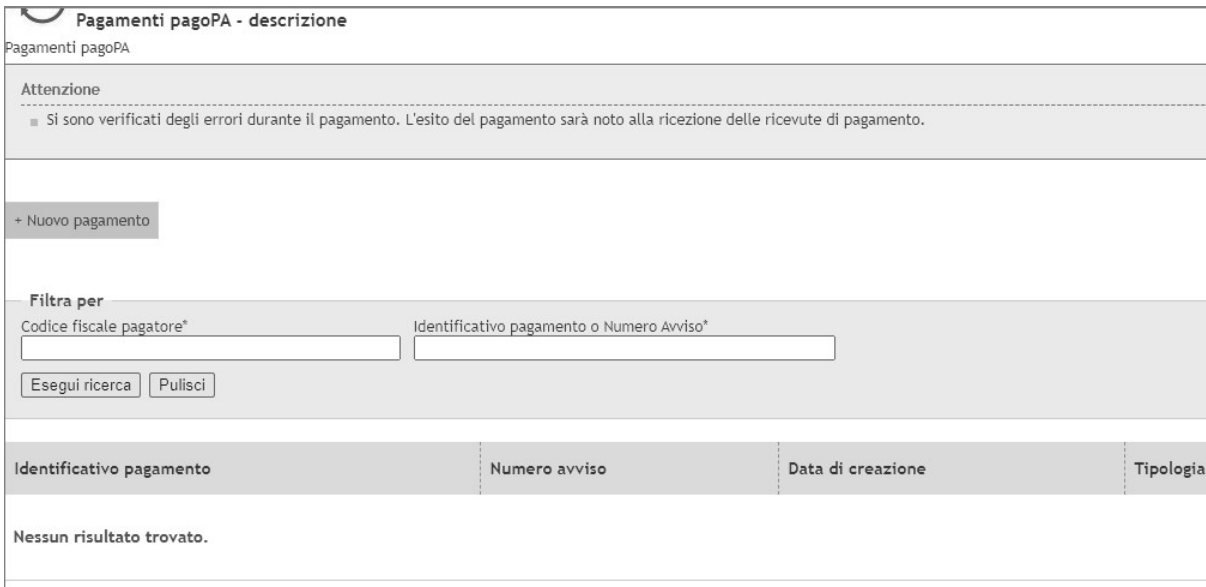 Pagamenti pagoPA - descrizione
Pagamenti pagoPA
Attenzione
Si sono verificati degli errori durante il pagamento. L'esito del pagamento sarà noto alla ricezione delle ricevute di pagamento.
+ Nuovo pagamento
Filtra per
Codice fiscale pagatore* Identificativo pagamento o Numero Avviso*
Esegui ricerca Pulisci
Identificativo pagamento Numero avviso Data di creazione Tipologia
Nessun risultato trovato.